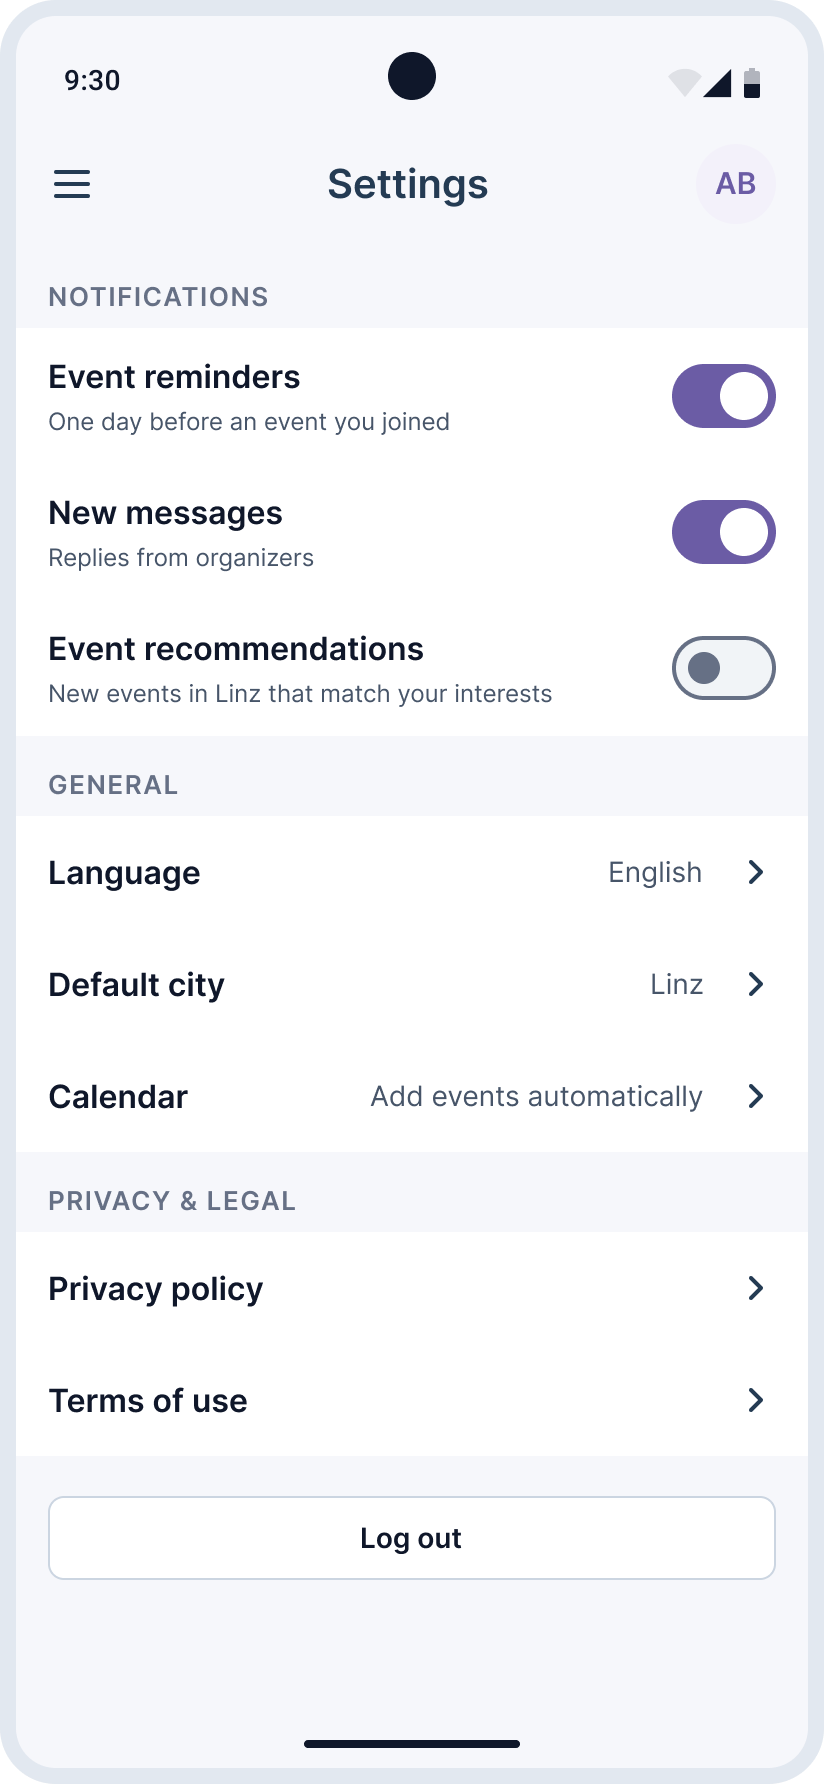 9:30
Settings
AB
NOTIFICATIONS
Event reminders
One day before an event you joined
New messages
Replies from organizers
Event recommendations
New events in Linz that match your interests
GENERAL
Language English
Default city Linz
Calendar Add events automatically
PRIVACY & LEGAL
Privacy policy
Terms of use
Log out